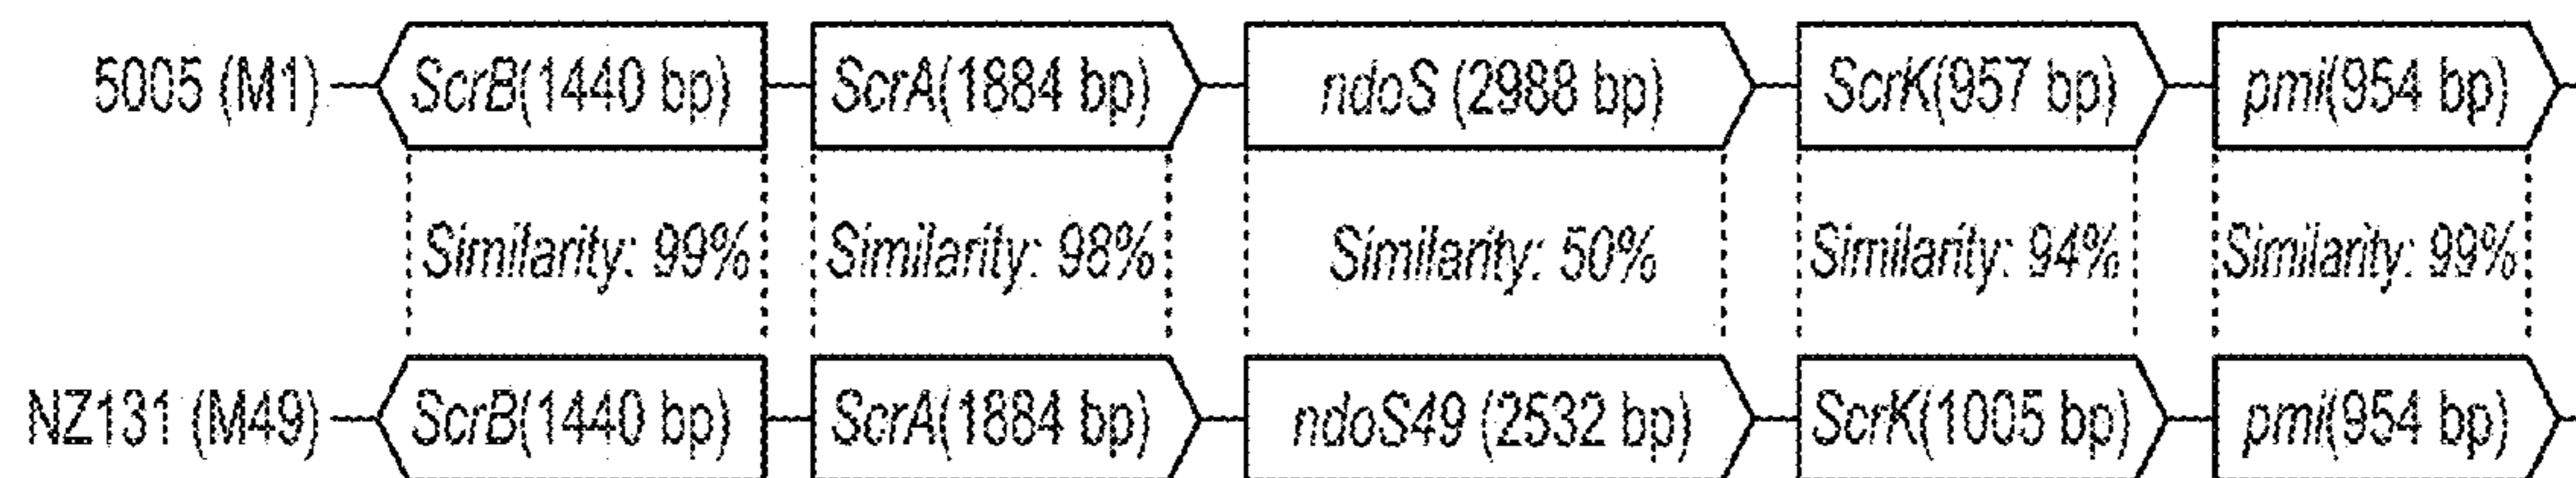 5005 (M1) ScrB(1440 bp) ScrA(1884 bp) ndoS (2988 bp) ScrK(957 bp) pmi(954 bp)
Similarity: 99% Similarity: 98% Similarity: 50% Similarity: 94% Similarity: 99%
NZ131 (M49) ScrB(1440 bp) ScrA(1884 bp) ndoS49 (2532 bp) ScrK(1005 bp) pmi(954 bp)